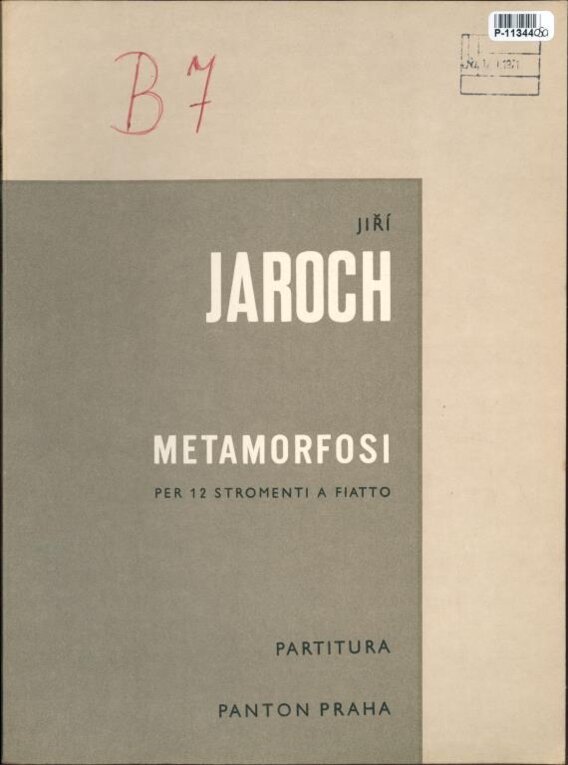 P-11344
B7
JIŘÍ
JAROCH
METAMORFOSI
PER 12 STROMENTI A FIATTO
PARTITURA
PANTON PRAHA